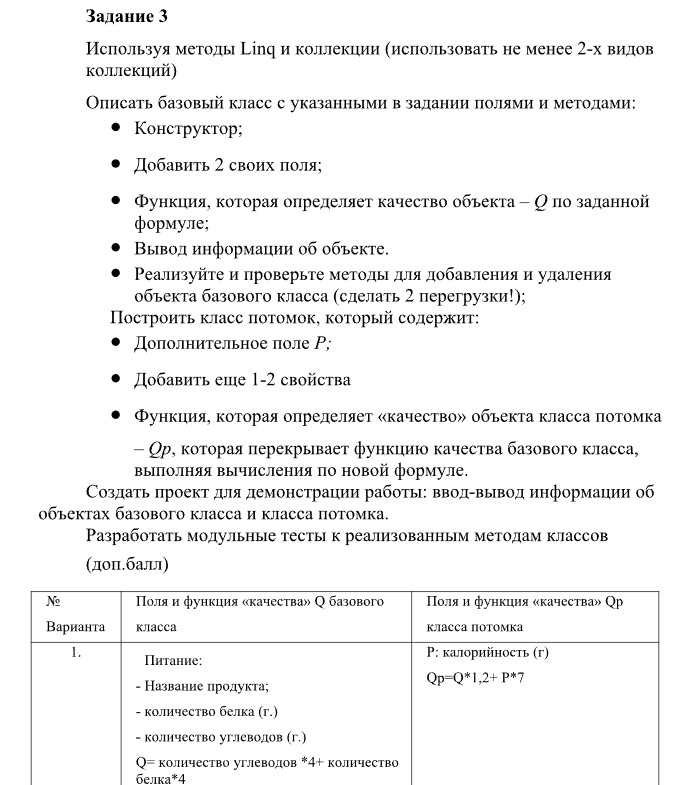 Задание 3
Используя методы Linq и коллекции (использовать не менее 2-х видов
коллекций)
Описать базовый класс с указанными в задании полями и методами:
• Конструктор;
• Добавить 2 своих поля;
• Функция, которая определяет качество объекта – Q по заданной
формуле;
• Вывод информации об объекте.
• Реализуйте и проверьте методы для добавления и удаления
объекта базового класса (сделать 2 перегрузки!);
Построить класс потомок, который содержит:
• Дополнительное поле P;
• Добавить еще 1-2 свойства
• Функция, которая определяет «качество» объекта класса потомка
– Qp, которая перекрывает функцию качества базового класса,
выполняя вычисления по новой формуле.
Создать проект для демонстрации работы: ввод-вывод информации об
объектах базового класса и класса потомка.
Разработать модульные тесты к реализованным методам классов
(доп.балл)
№
Варианта
Поля и функция «качества» Q базового
класса
Поля и функция «качества» Qp
класса потомка
1.
Питание:
- Название продукта;
- количество белка (г.)
- количество углеводов (г.)
Q= количество углеводов *4+ количество
белка*4
P: калорийность (г)
Qp=Q*1,2+ P*7